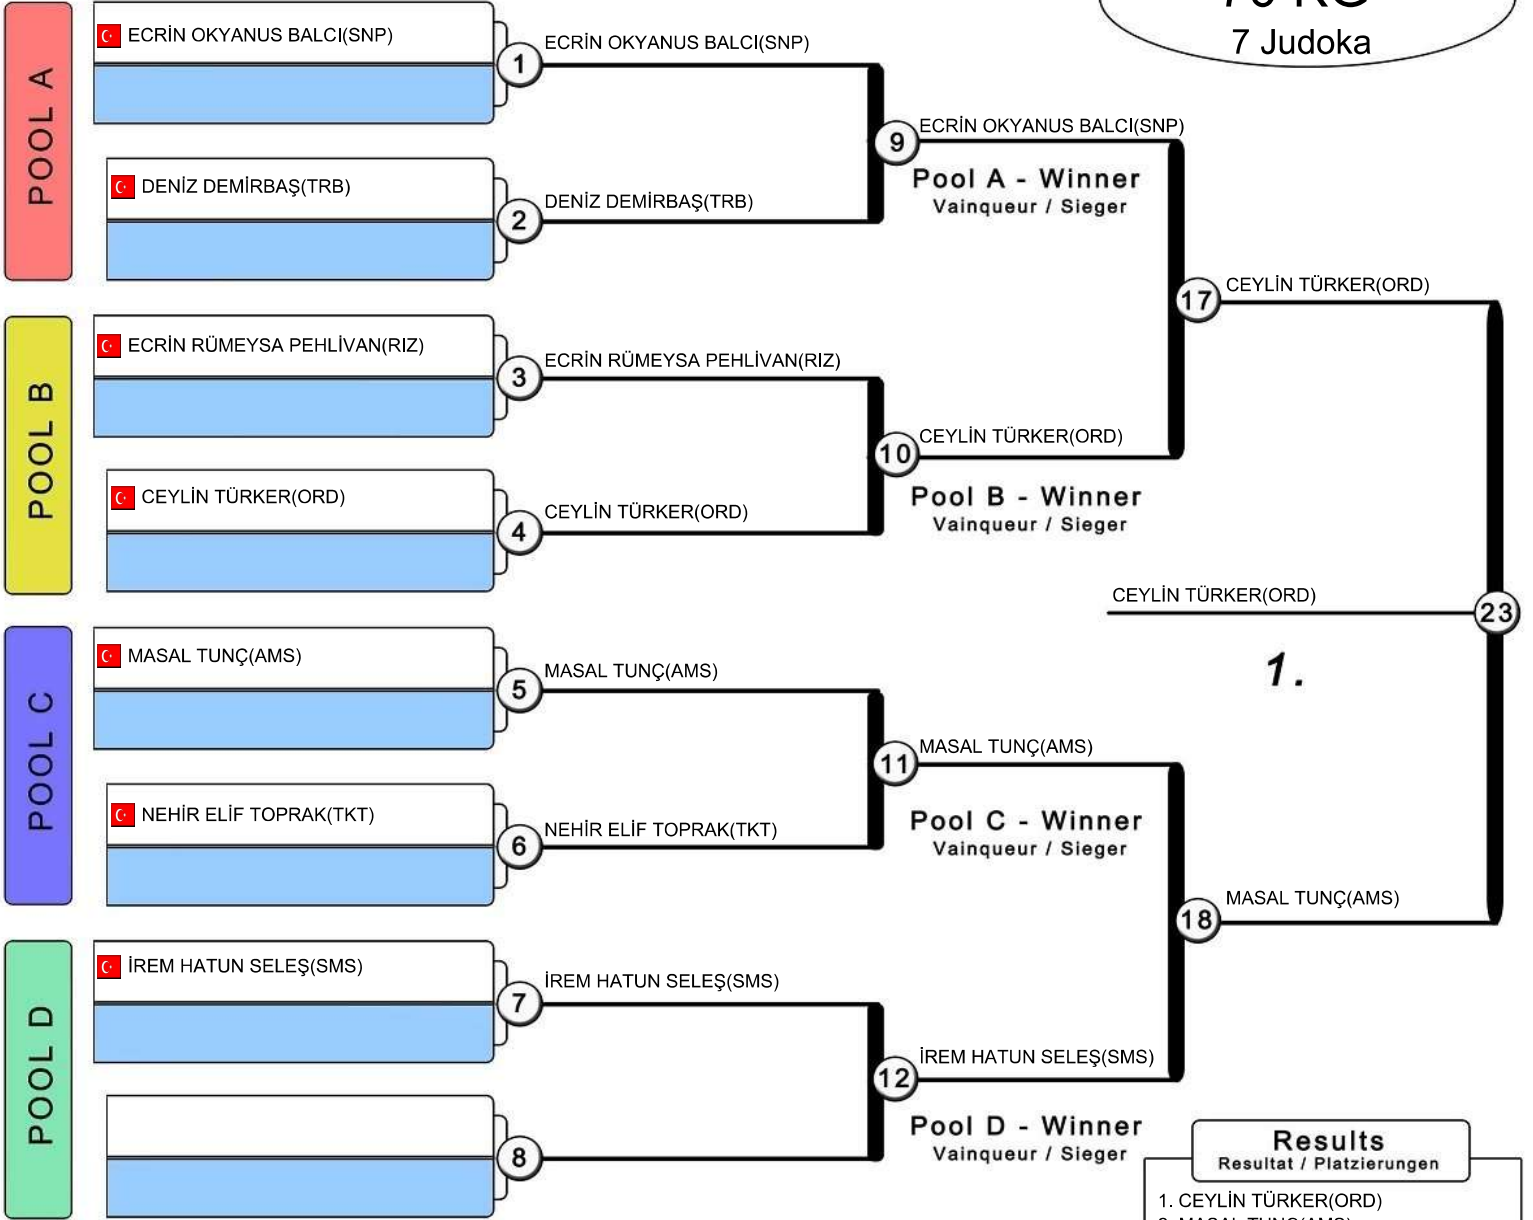 7 Judoka
POOL A
ECRİN OKYANUS BALCI(SNP)
1
ECRİN OKYANUS BALCI(SNP)
DENİZ DEMİRBAŞ(TRB)
2
DENİZ DEMİRBAŞ(TRB)
9
ECRİN OKYANUS BALCI(SNP)
Pool A - Winner
Vainqueur / Sieger
POOL B
ECRİN RÜMEYSA PEHLİVAN(RIZ)
3
ECRİN RÜMEYSA PEHLİVAN(RIZ)
CEYLİN TÜRKER(ORD)
4
CEYLİN TÜRKER(ORD)
10
CEYLİN TÜRKER(ORD)
Pool B - Winner
Vainqueur / Sieger
17
CEYLİN TÜRKER(ORD)
CEYLİN TÜRKER(ORD)
23
1.
POOL C
MASAL TUNÇ(AMS)
5
MASAL TUNÇ(AMS)
NEHİR ELİF TOPRAK(TKT)
6
NEHİR ELİF TOPRAK(TKT)
11
MASAL TUNÇ(AMS)
Pool C - Winner
Vainqueur / Sieger
18
MASAL TUNÇ(AMS)
POOL D
İREM HATUN SELEŞ(SMS)
7
İREM HATUN SELEŞ(SMS)
8
12
İREM HATUN SELEŞ(SMS)
Pool D - Winner
Vainqueur / Sieger
Results
Resultat / Platzierungen
1. CEYLİN TÜRKER(ORD)